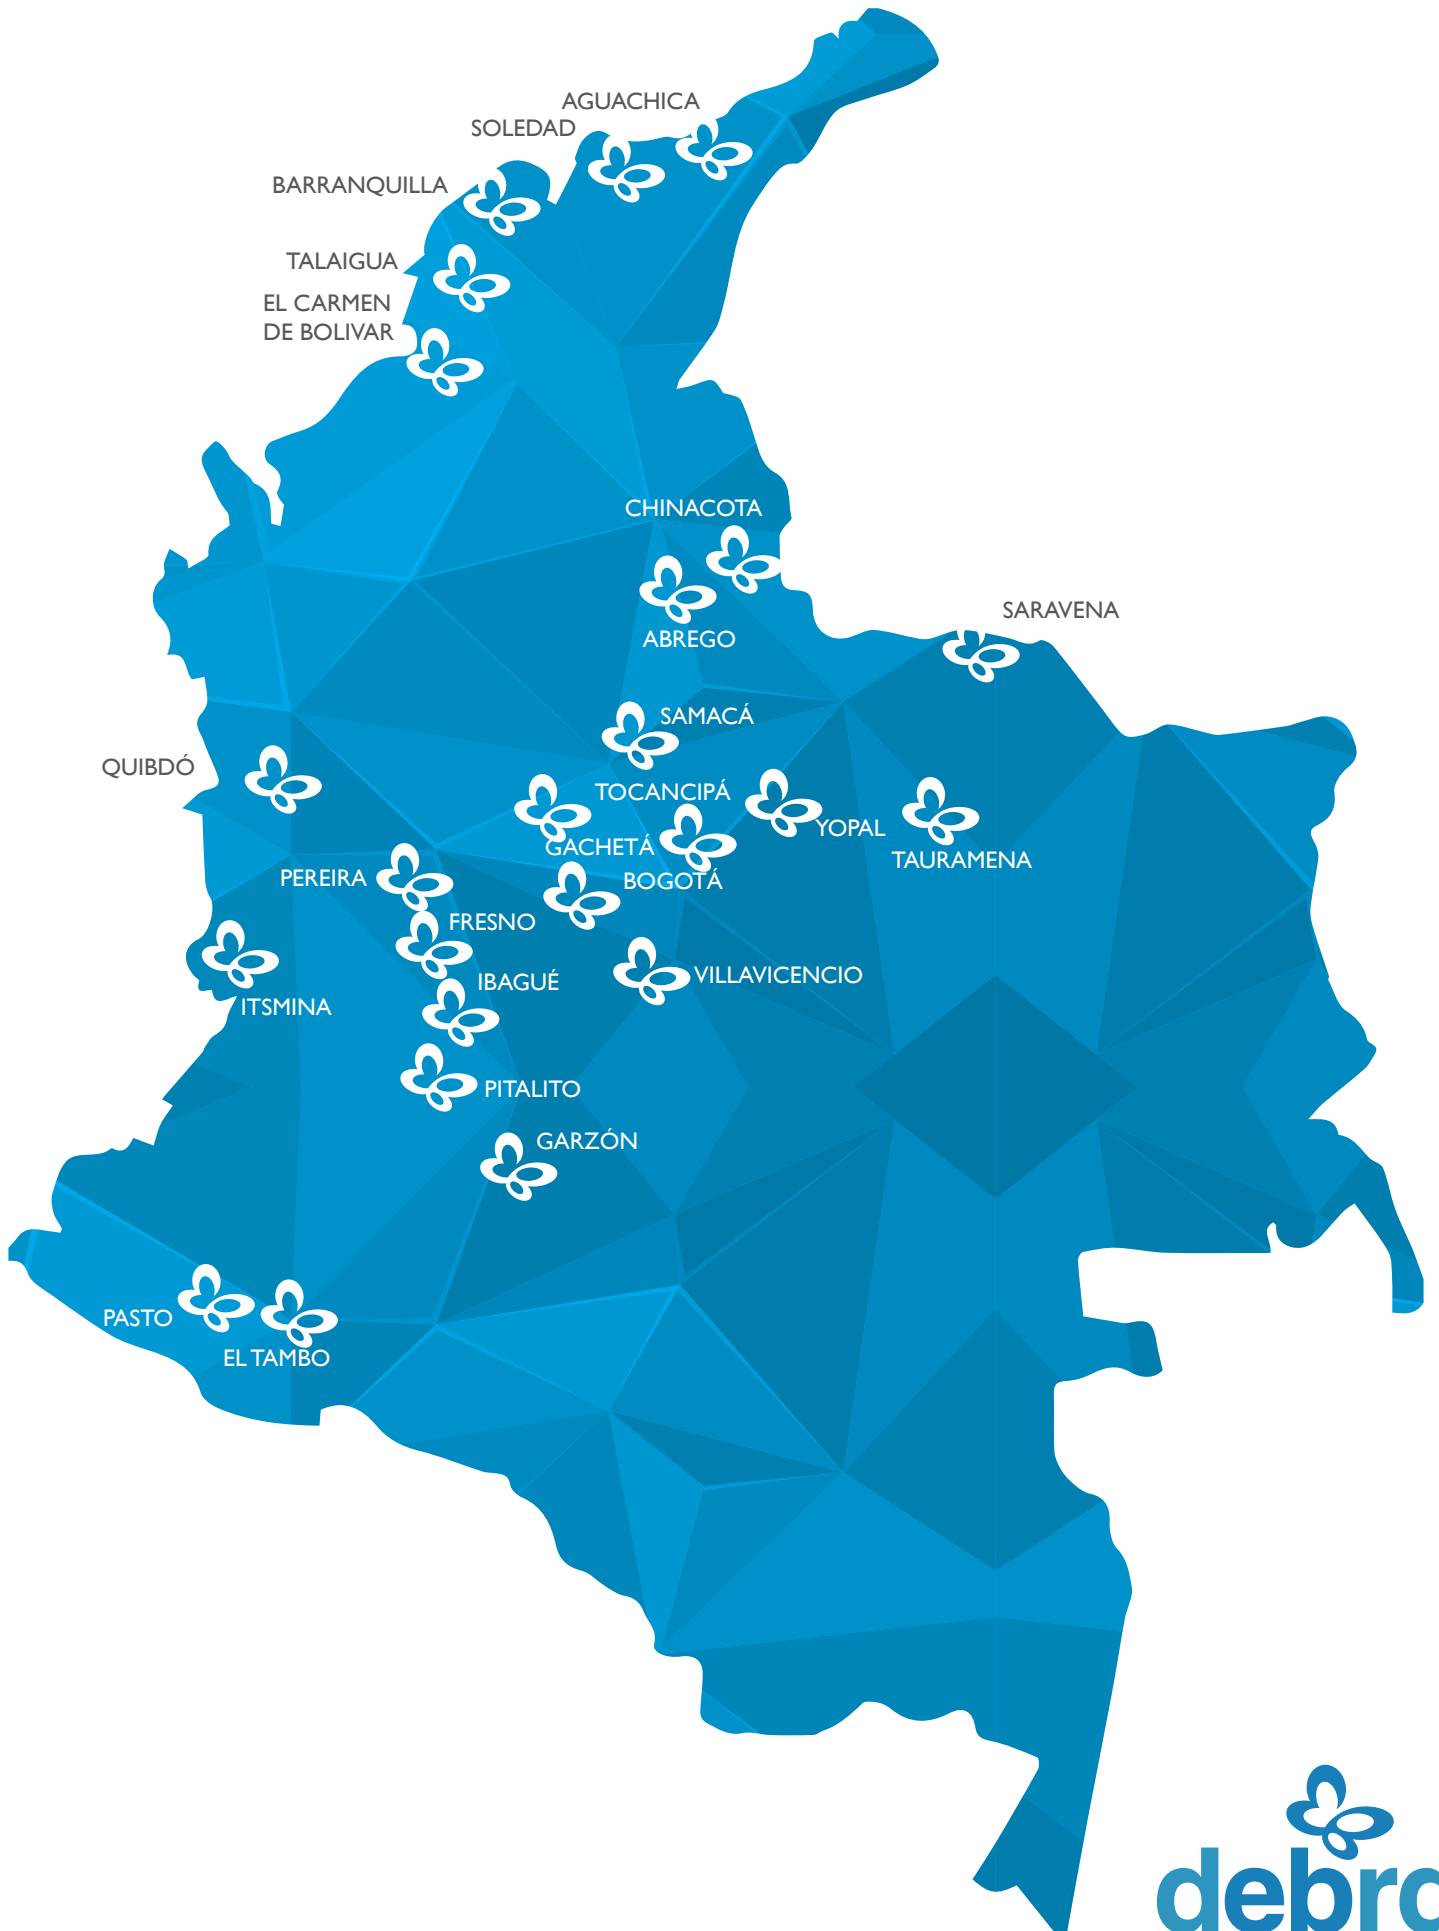 AGUACHICA
SOLEDAD
BARRANQUILLA
TALAIGUA
EL CARMEN
DE BOLIVAR
CHINACOTA
SARAVENA
ABREGO
SAMACÁ
QUIBDÓ
TOCANCIPÁ
YOPAL
GACHETÁ
TAURAMENA
PEREIRA
BOGOTÁ
FRESNO
VILLAVICENCIO
IBAGUÉ
ITSMINA
PITALITO
GARZÓN
PASTO
EL TAMBO
debra